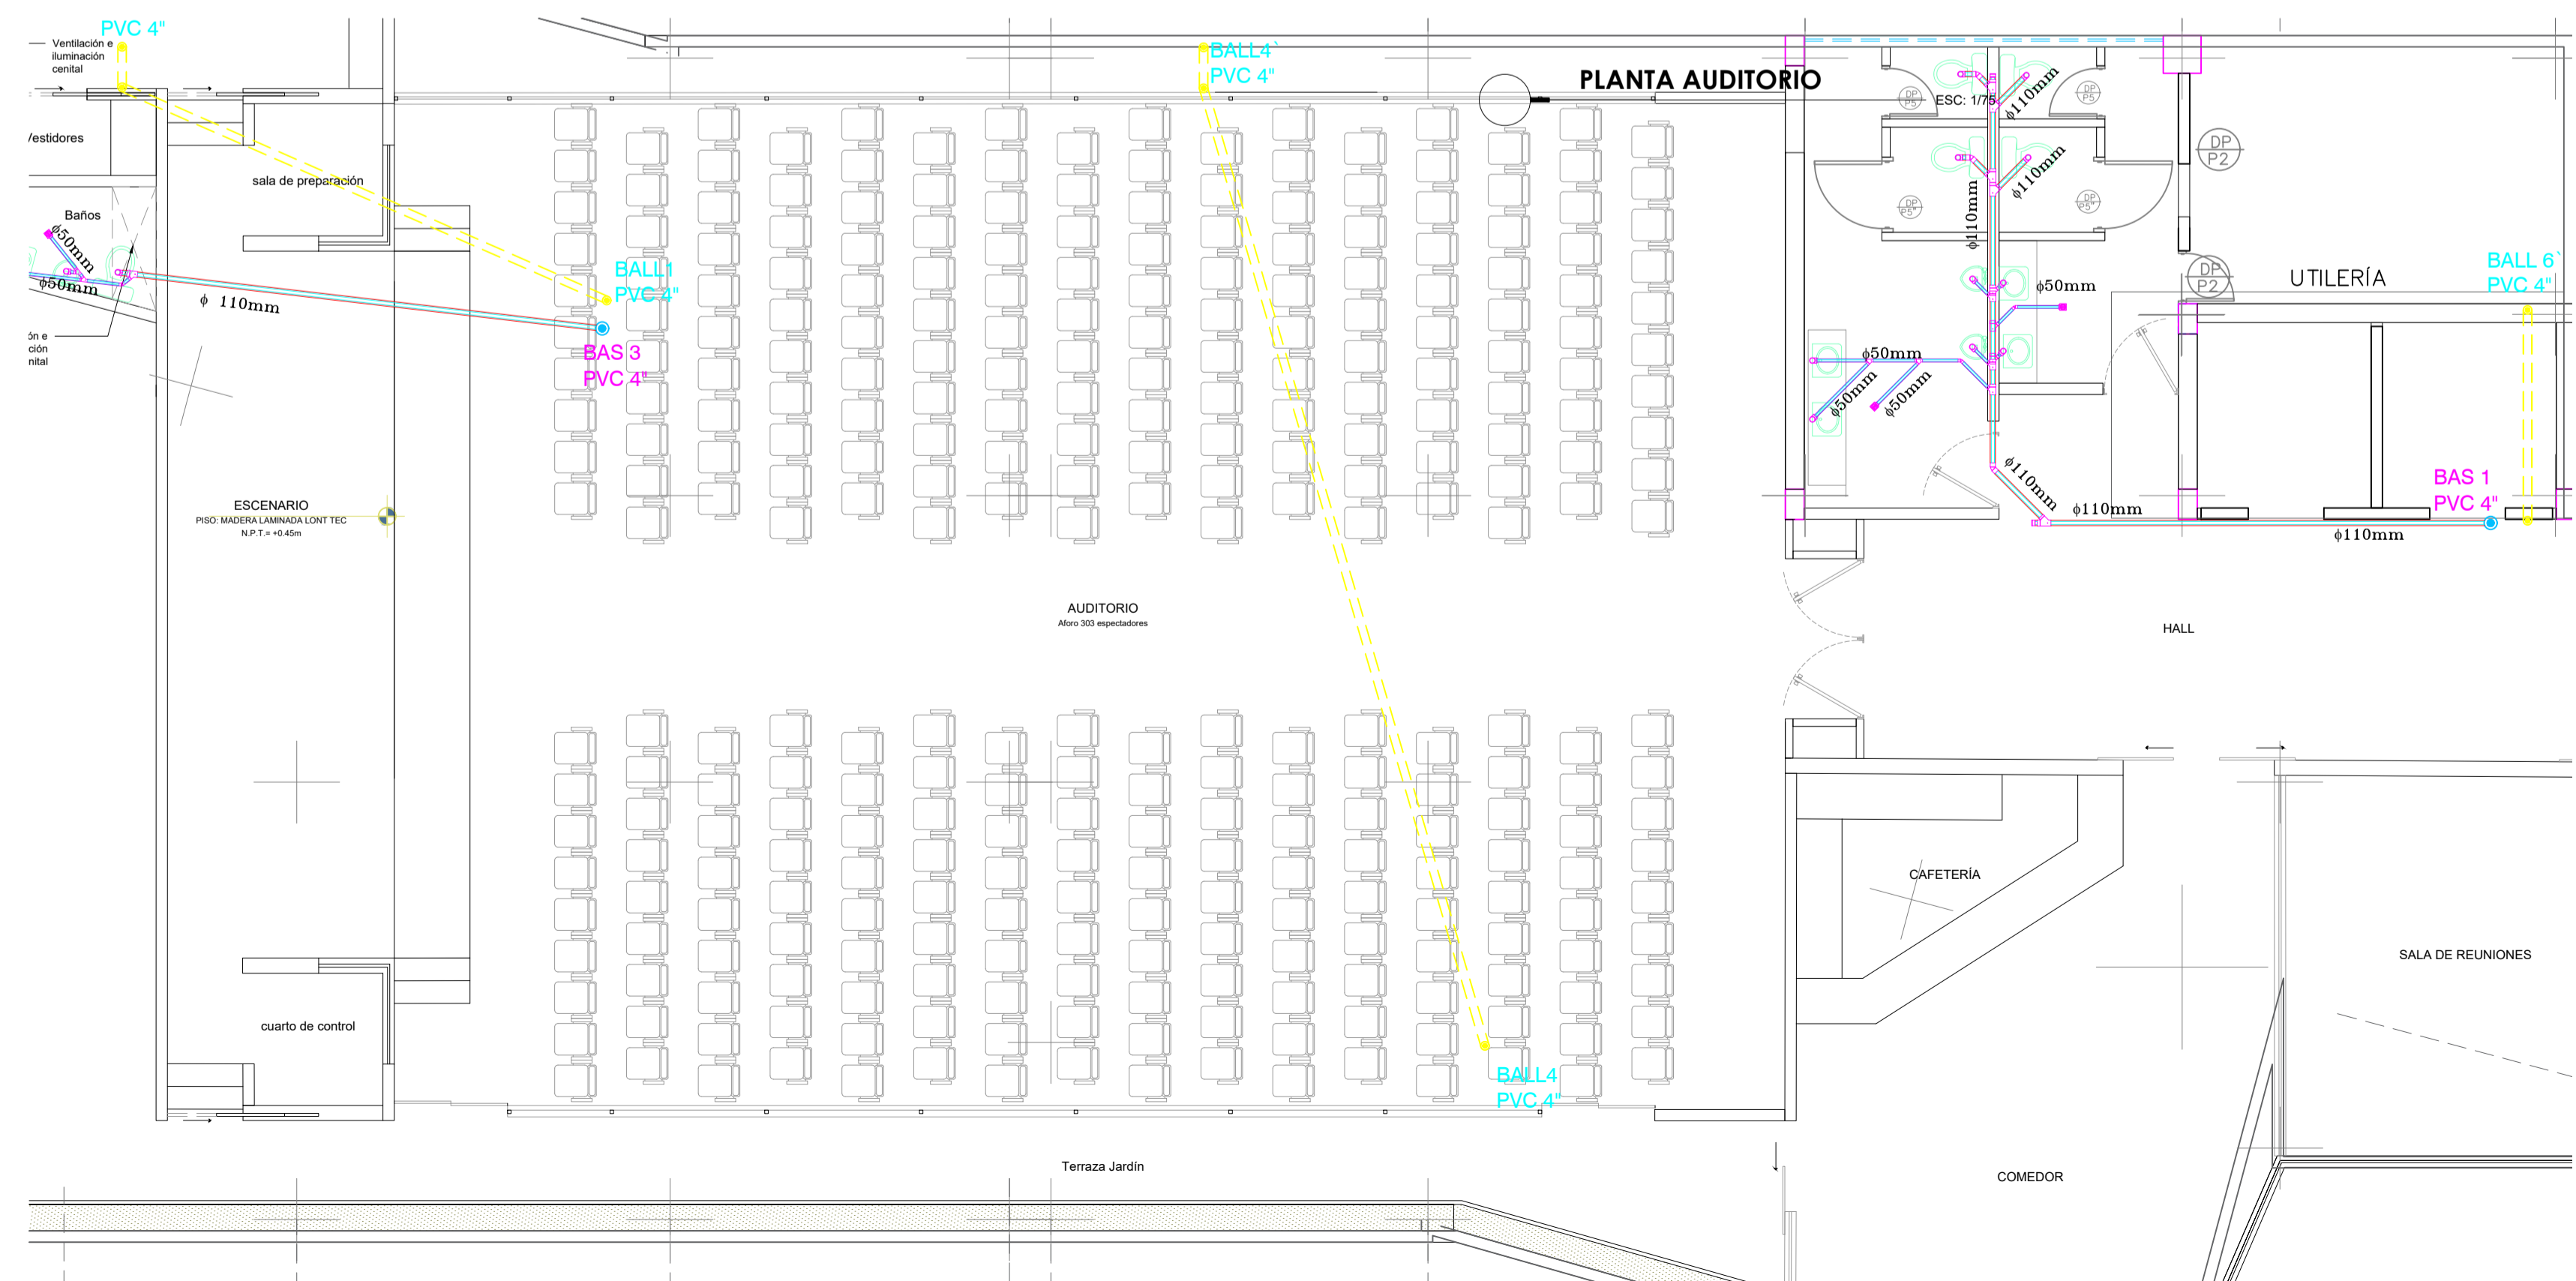 PVC 4"
Ventilación e
iluminación
cenital
BALL4`
PVC 4"
PLANTA AUDITORIO
ESC: 1/75
ϕ110mm
DP
P5
DP
P5
Vestidores
DP
P2
sala de preparación
ϕ110mm
ϕ110mm
DP
P5"
DP
P5"
Baños
ϕ50mm
ϕ50mm
ϕ 110mm
BALL1
PVC 4"
BAS 3
PVC 4"
ón e
ción
nital
DP
P2
UTILERÍA
BALL 6`
PVC 4"
ϕ50mm
ϕ50mm
ϕ50mm
ϕ50mm
ϕ110mm
ϕ110mm
ϕ110mm
BAS 1
PVC 4"
ESCENARIO
PISO: MADERA LAMINADA LONT TEC
N.P.T.= +0.45m
AUDITORIO
Aforo 303 espectadores
HALL
CAFETERÍA
SALA DE REUNIONES
cuarto de control
BALL4
PVC 4"
Terraza Jardín
COMEDOR